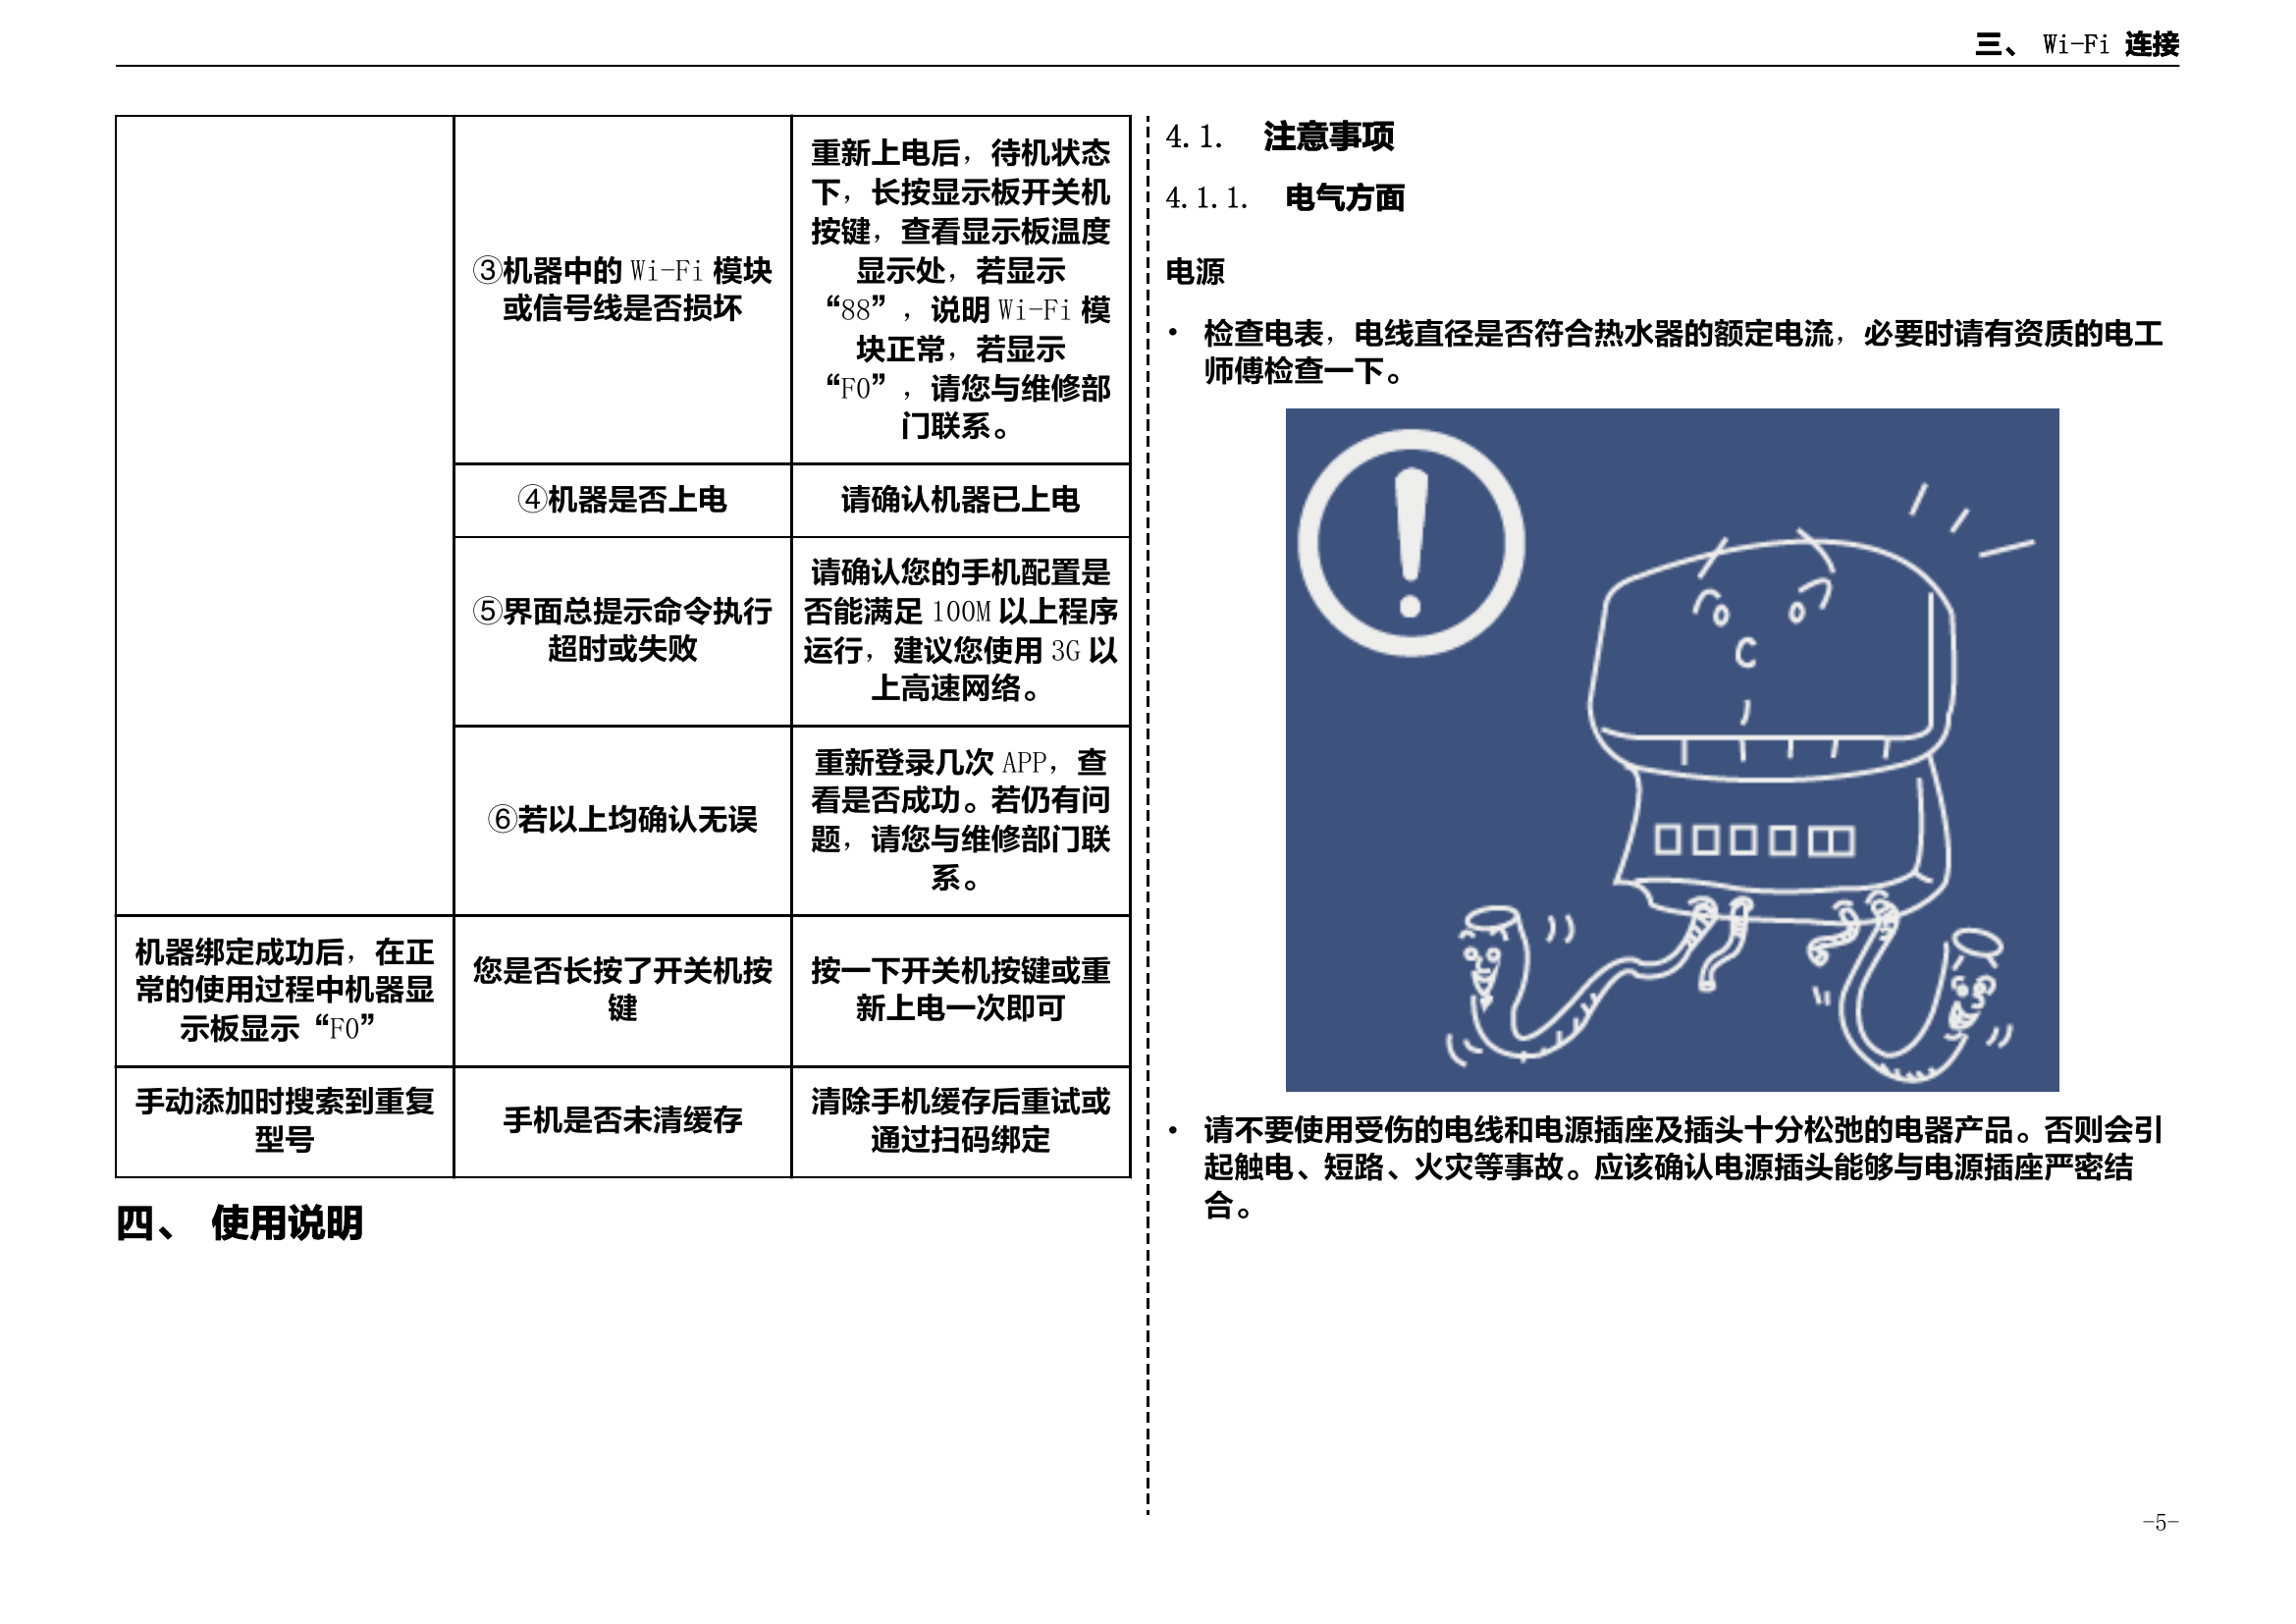 三、 Wi-Fi 连接
③机器中的 Wi-Fi 模块
或信号线是否损坏
重新上电后，待机状态
下，长按显示板开关机
按键，查看显示板温度
显示处，若显示
“88”，说明 Wi-Fi 模
块正常，若显示
“F0”，请您与维修部
门联系。
④机器是否上电
请确认机器已上电
⑤界面总提示命令执行
超时或失败
请确认您的手机配置是
否能满足 100M 以上程序
运行，建议您使用 3G 以
上高速网络。
⑥若以上均确认无误
重新登录几次 APP，查
看是否成功。若仍有问
题，请您与维修部门联
系。
机器绑定成功后，在正
常的使用过程中机器显
示板显示“F0”
您是否长按了开关机按
键
按一下开关机按键或重
新上电一次即可
手动添加时搜索到重复
型号
手机是否未清缓存
清除手机缓存后重试或
通过扫码绑定
四、 使用说明
4.1. 注意事项
4.1.1. 电气方面
电源
• 检查电表，电线直径是否符合热水器的额定电流，必要时请有资质的电工
师傅检查一下。
• 请不要使用受伤的电线和电源插座及插头十分松弛的电器产品。否则会引
起触电、短路、火灾等事故。应该确认电源插头能够与电源插座严密结
合。
-5-